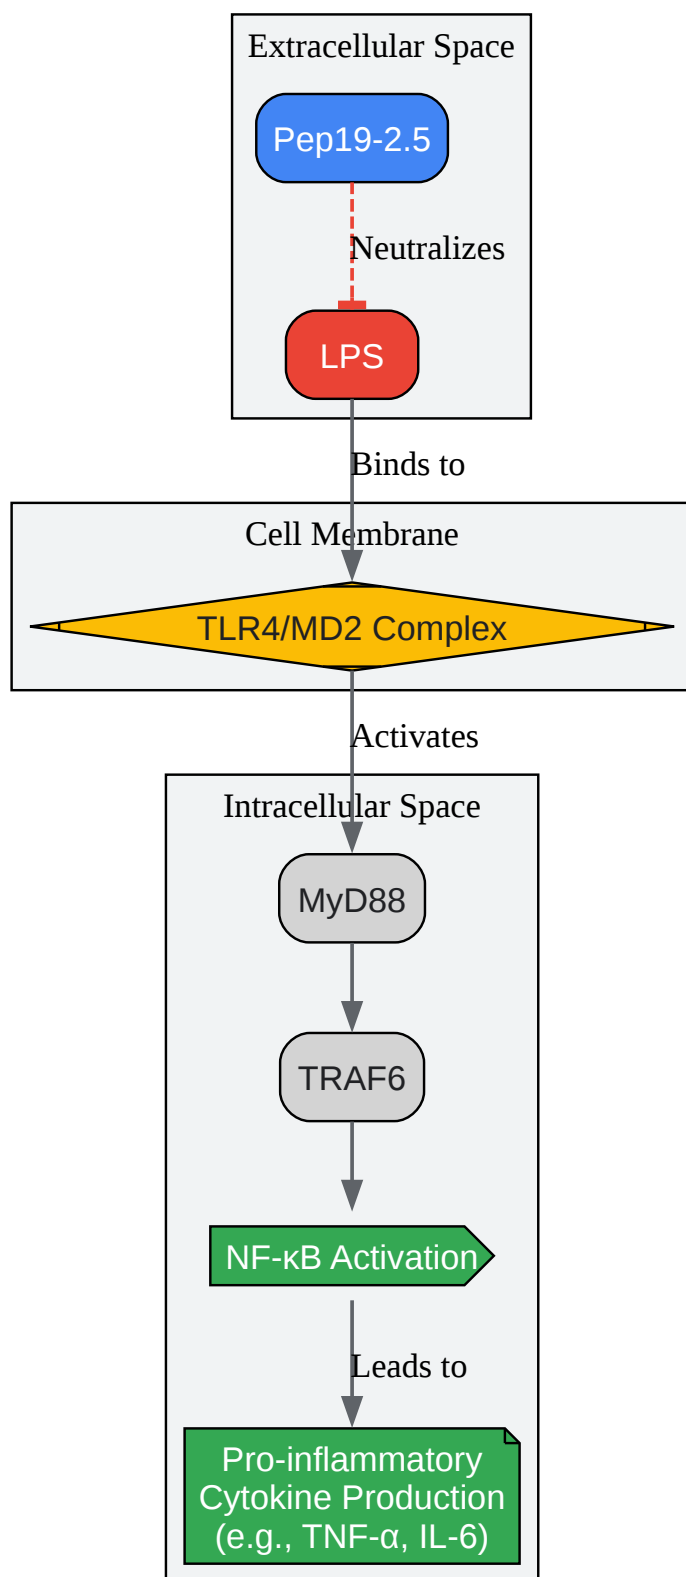 Extracellular Space
Pep19-2.5
Neutralizes
LPS
Binds to
Cell Membrane
TLR4/MD2 Complex
Activates
Intracellular Space
MyD88
TRAF6
NF-κB Activation
Leads to
Pro-inflammatory
Cytokine Production
(e.g., TNF-α, IL-6)